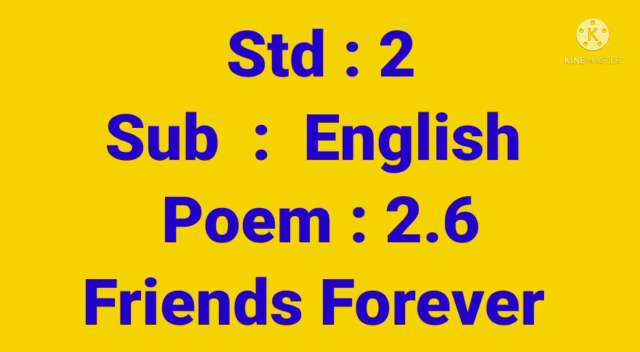 Std : 2
KINEMASTER
Sub : English
Poem : 2.6
Friends Forever